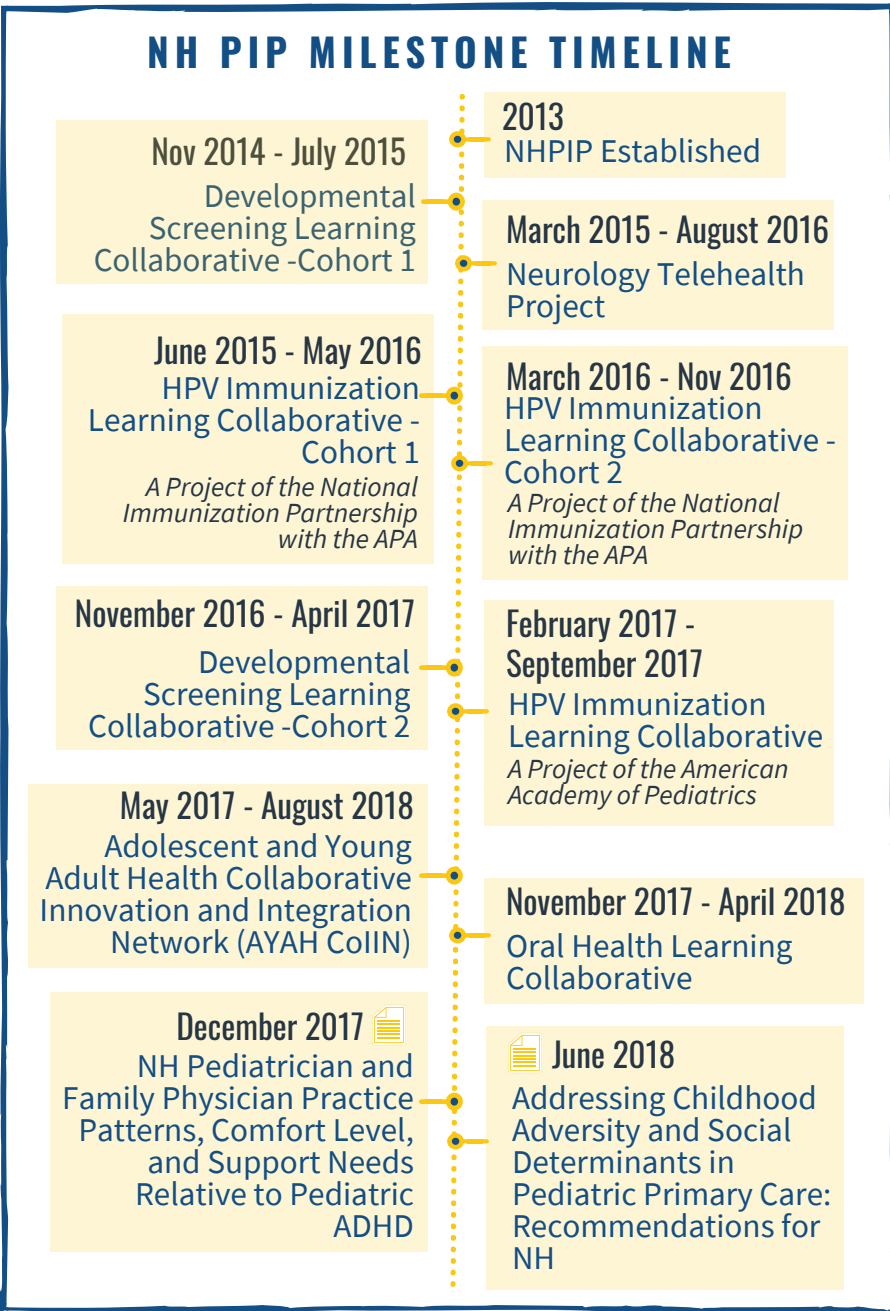 NH PIP MILESTONE TIMELINE
2013
NHPIP Established
Nov 2014 - July 2015
Developmental
Screening Learning
Collaborative -Cohort 1
March 2015 - August 2016
Neurology Telehealth
Project
June 2015 - May 2016
HPV Immunization
Learning Collaborative -
Cohort 1
A Project of the National
Immunization Partnership
with the APA
March 2016 - Nov 2016
HPV Immunization
Learning Collaborative -
Cohort 2
A Project of the National
Immunization Partnership
with the APA
November 2016 - April 2017
Developmental
Screening Learning
Collaborative -Cohort 2
February 2017 -
September 2017
HPV Immunization
Learning Collaborative
A Project of the American
Academy of Pediatrics
May 2017 - August 2018
Adolescent and Young
Adult Health Collaborative
Innovation and Integration
Network (AYAH CoIIN)
November 2017 - April 2018
Oral Health Learning
Collaborative
December 2017
NH Pediatrician and
Family Physician Practice
Patterns, Comfort Level,
and Support Needs
Relative to Pediatric
ADHD
June 2018
Addressing Childhood
Adversity and Social
Determinants in
Pediatric Primary Care:
Recommendations for
NH